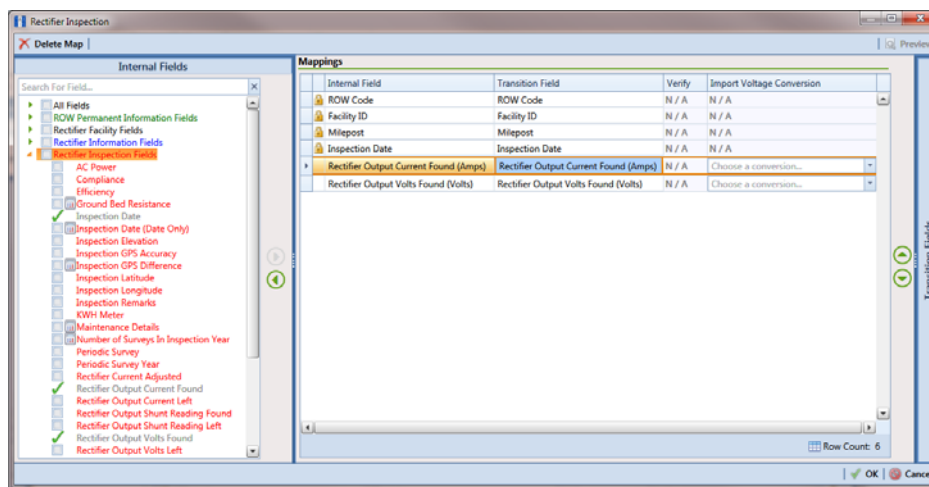 Rectifier Inspection
Delete Map
Preview
Internal Fields
Search For Field...
All Fields
ROW Permanent Information Fields
Rectifier Facility Fields
Rectifier Information Fields
Rectifier Inspection Fields
AC Power
Compliance
Efficiency
Ground Bed Resistance
Inspection Date
Inspection Date (Date Only)
Inspection Elevation
Inspection GPS Accuracy
Inspection GPS Difference
Inspection Latitude
Inspection Longitude
Inspection Remarks
KWH Meter
Maintenance Details
Number of Surveys In Inspection Year
Periodic Survey
Periodic Survey Year
Rectifier Current Adjusted
Rectifier Output Current Found
Rectifier Output Current Left
Rectifier Output Shunt Reading Found
Rectifier Output Shunt Reading Left
Rectifier Output Volts Found
Rectifier Output Volts Left
Mappings
Internal Field Transition Field Verify Import Voltage Conversion
ROW Code ROW Code N / A N / A
Facility ID Facility ID N / A N / A
Milepost Milepost N / A N / A
Inspection Date Inspection Date N / A N / A
Rectifier Output Current Found (Amps) Rectifier Output Current Found (Amps) N / A Choose a conversion...
Rectifier Output Volts Found (Volts) Rectifier Output Volts Found (Volts) N / A Choose a conversion...
Row Count: 6
Transition Fields
OK
Cance